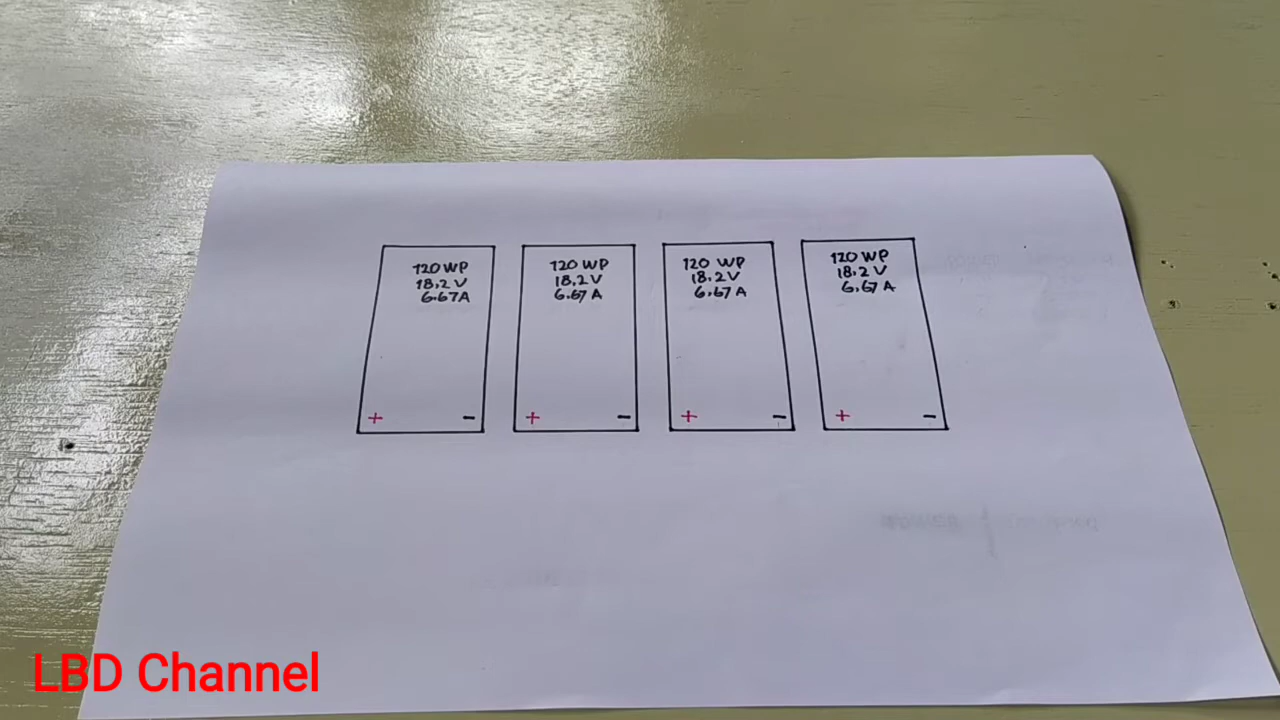 120 WP
18.2 V
6.67 A
+ -
120 WP
18.2 V
6.67 A
+ -
120 WP
18.2 V
6.67 A
+ -
120 WP
18.2 V
6.67 A
+ -
LBD Channel